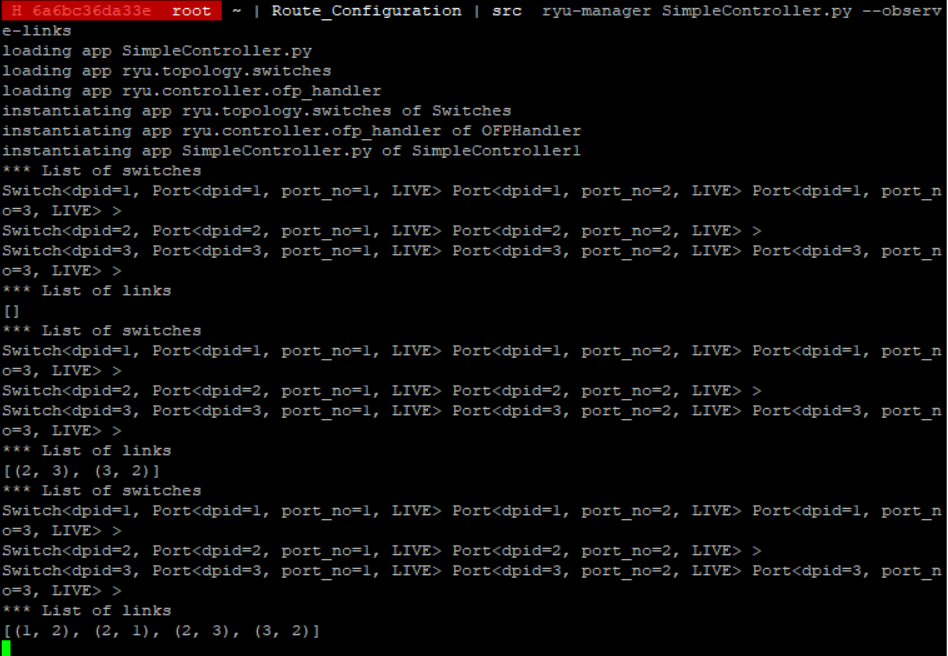 H 6a6bc36da33e root ~ | Route_Configuration | src ryu-manager SimpleController.py --observ
e-links
loading app SimpleController.py
loading app ryu.topology.switches
loading app ryu.controller.ofp_handler
instantiating app ryu.topology.switches of Switches
instantiating app ryu.controller.ofp_handler of OFPHandler
instantiating app SimpleController.py of SimpleController1
*** List of switches
Switch<dpid=1, Port<dpid=1, port_no=1, LIVE> Port<dpid=1, port_no=2, LIVE> Port<dpid=1, port_n
o=3, LIVE> >
Switch<dpid=2, Port<dpid=2, port_no=1, LIVE> Port<dpid=2, port_no=2, LIVE> >
Switch<dpid=3, Port<dpid=3, port_no=1, LIVE> Port<dpid=3, port_no=2, LIVE> Port<dpid=3, port_n
o=3, LIVE> >
*** List of links
[]
*** List of switches
Switch<dpid=1, Port<dpid=1, port_no=1, LIVE> Port<dpid=1, port_no=2, LIVE> Port<dpid=1, port_n
o=3, LIVE> >
Switch<dpid=2, Port<dpid=2, port_no=1, LIVE> Port<dpid=2, port_no=2, LIVE> >
Switch<dpid=3, Port<dpid=3, port_no=1, LIVE> Port<dpid=3, port_no=2, LIVE> Port<dpid=3, port_n
o=3, LIVE> >
*** List of links
[(2, 3), (3, 2)]
*** List of switches
Switch<dpid=1, Port<dpid=1, port_no=1, LIVE> Port<dpid=1, port_no=2, LIVE> Port<dpid=1, port_n
o=3, LIVE> >
Switch<dpid=2, Port<dpid=2, port_no=1, LIVE> Port<dpid=2, port_no=2, LIVE> >
Switch<dpid=3, Port<dpid=3, port_no=1, LIVE> Port<dpid=3, port_no=2, LIVE> Port<dpid=3, port_n
o=3, LIVE> >
*** List of links
[(1, 2), (2, 1), (2, 3), (3, 2)]